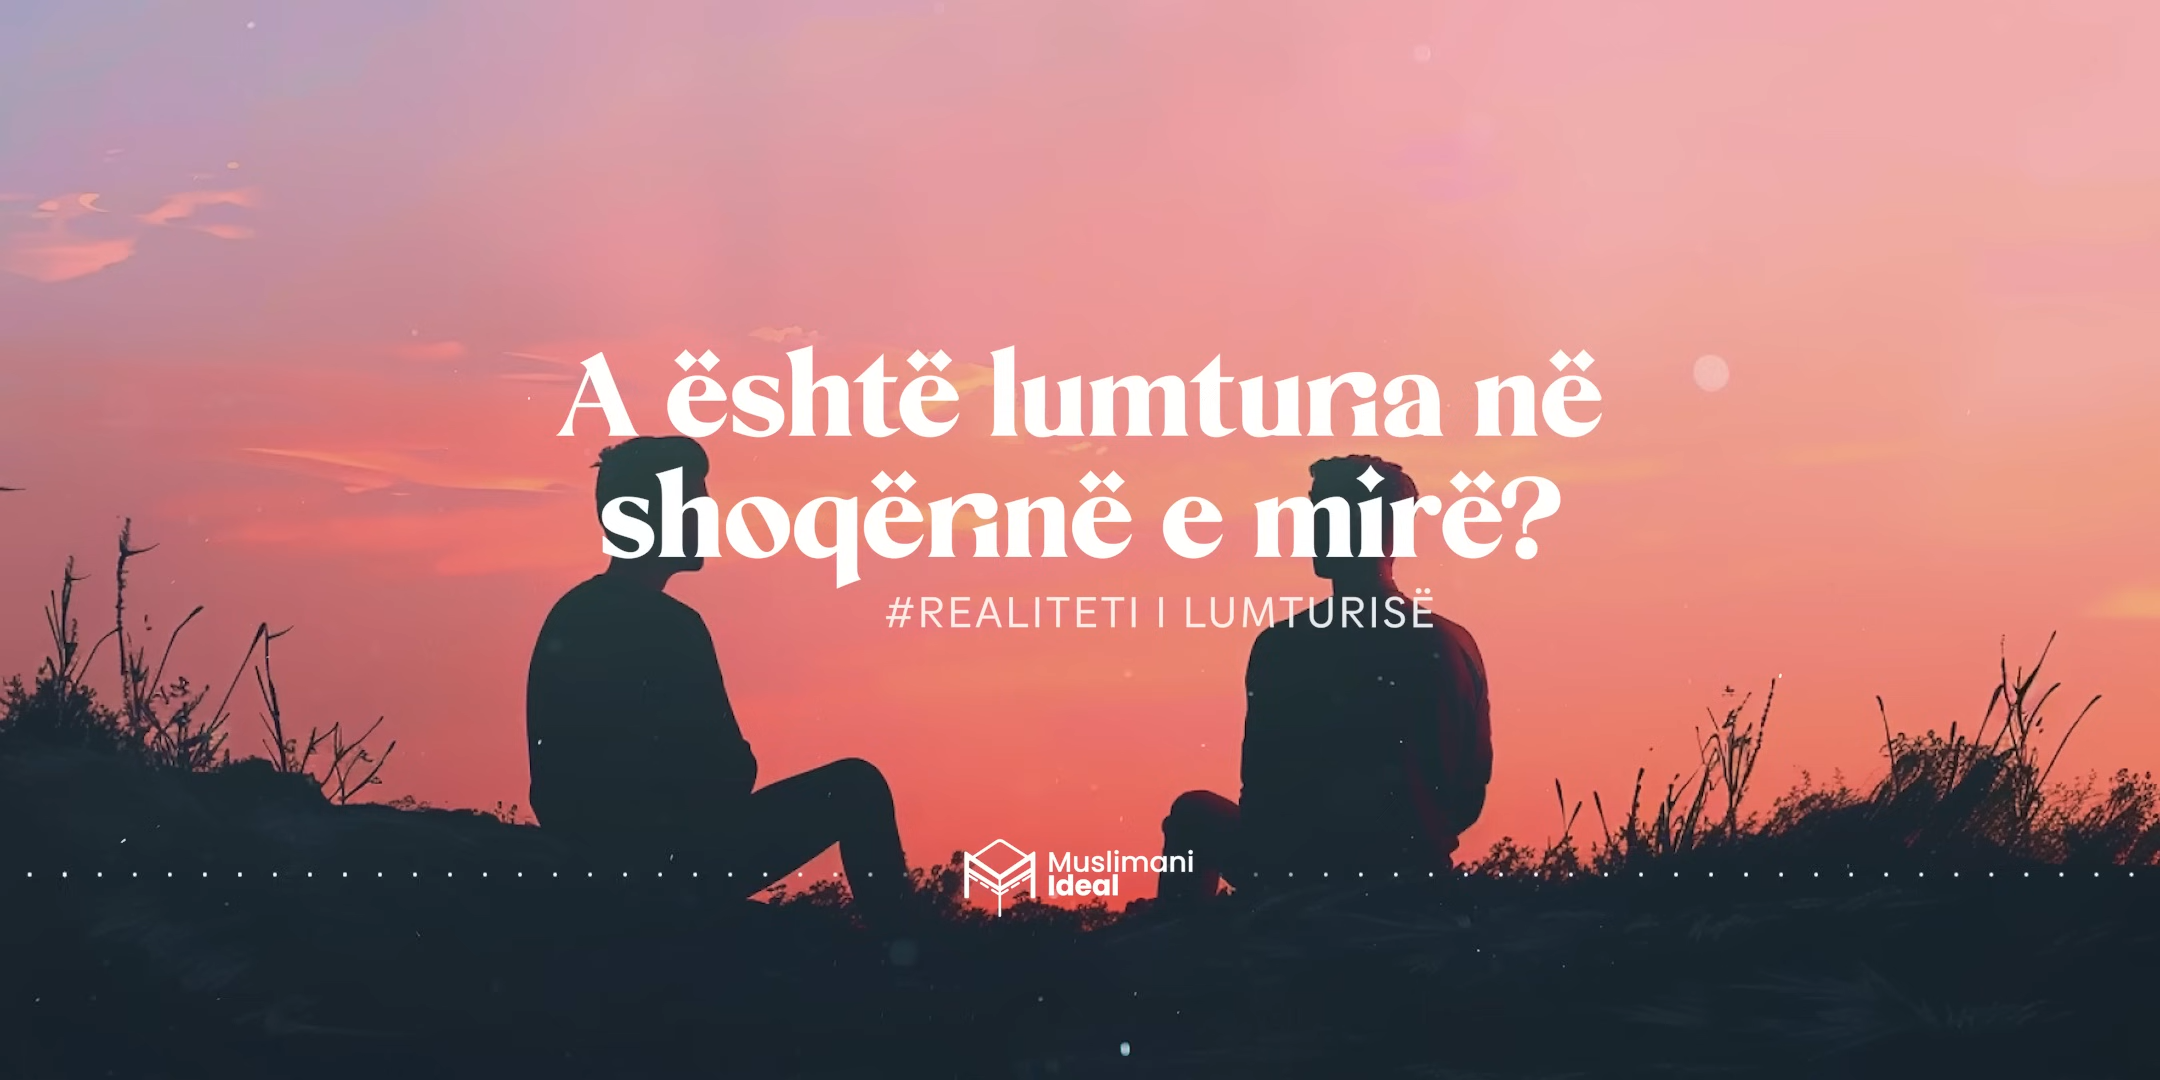 A është lumturia në
shoqërinë e mirë?
#REALITETI I LUMTURISË
Muslimani
Ideal